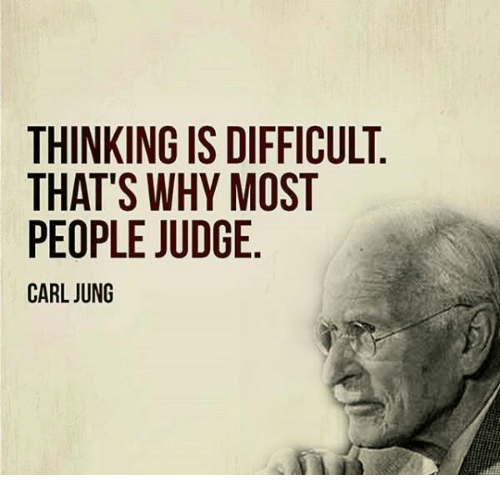 THINKING IS DIFFICULT.
THAT'S WHY MOST
PEOPLE JUDGE.
CARL JUNG